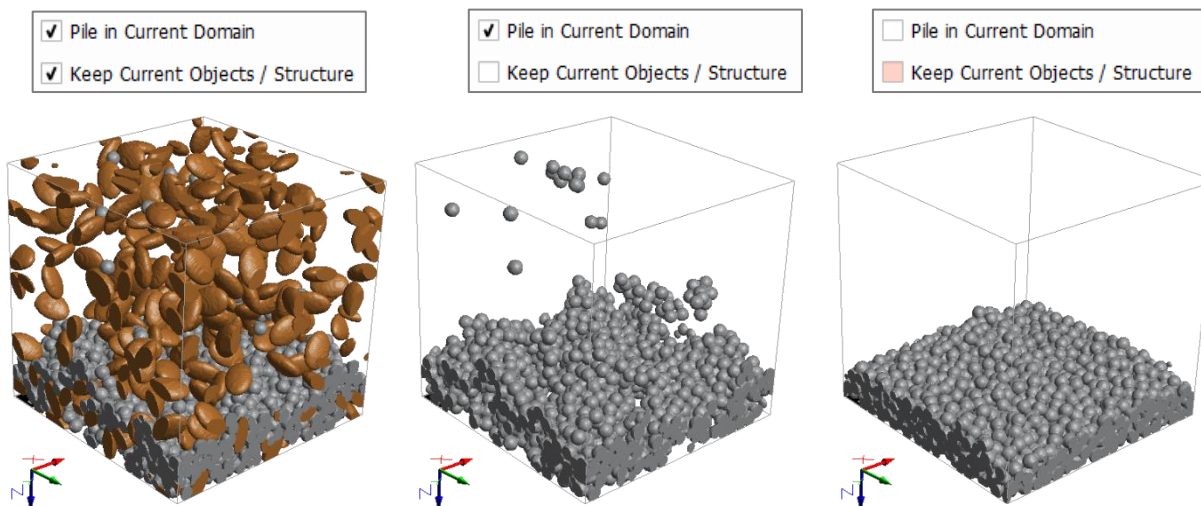 Pile in Current Domain
Keep Current Objects / Structure
Pile in Current Domain
Keep Current Objects / Structure
Pile in Current Domain
Keep Current Objects / Structure
X
Z
X
Z
X
Z